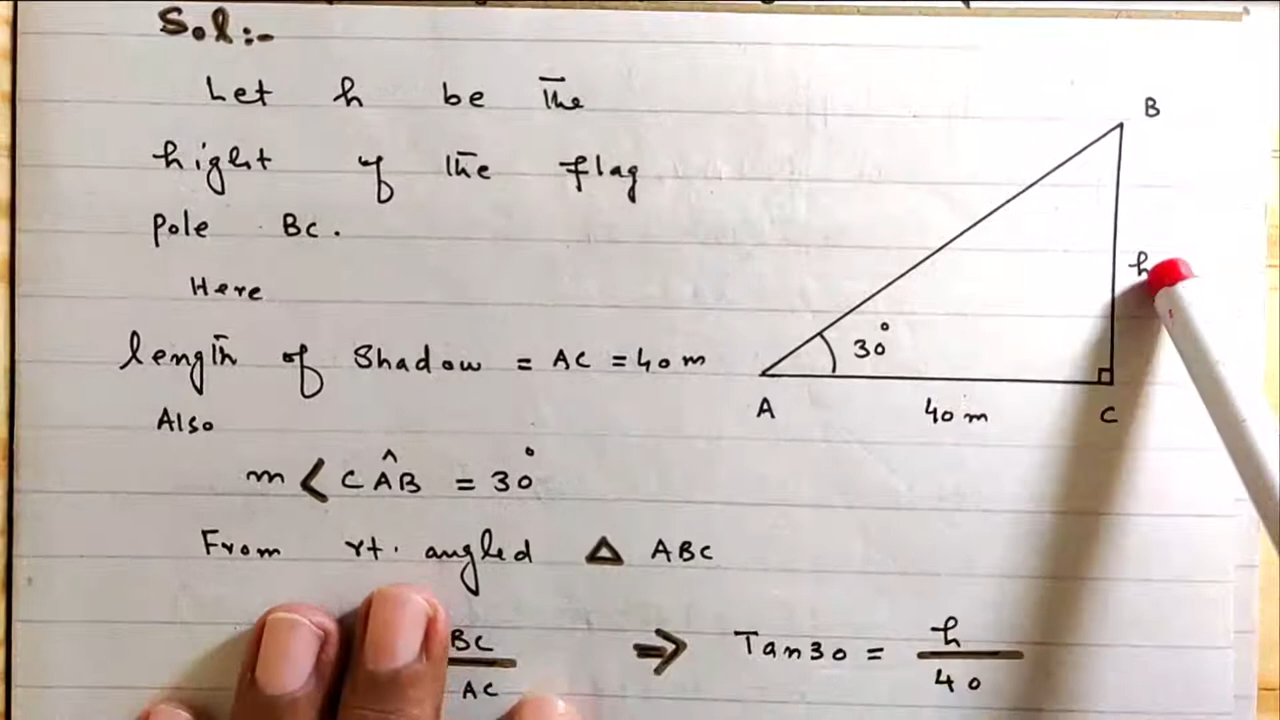 Sol:-
Let h be the
hight of the flag
pole BC.
Here
length of Shadow = AC = 40 m
Also
m < CÂB = 30°
From rt. angled △ ABC
BC/AC ⇒ Tan30 = h/40
B
h
30°
A 40 m C